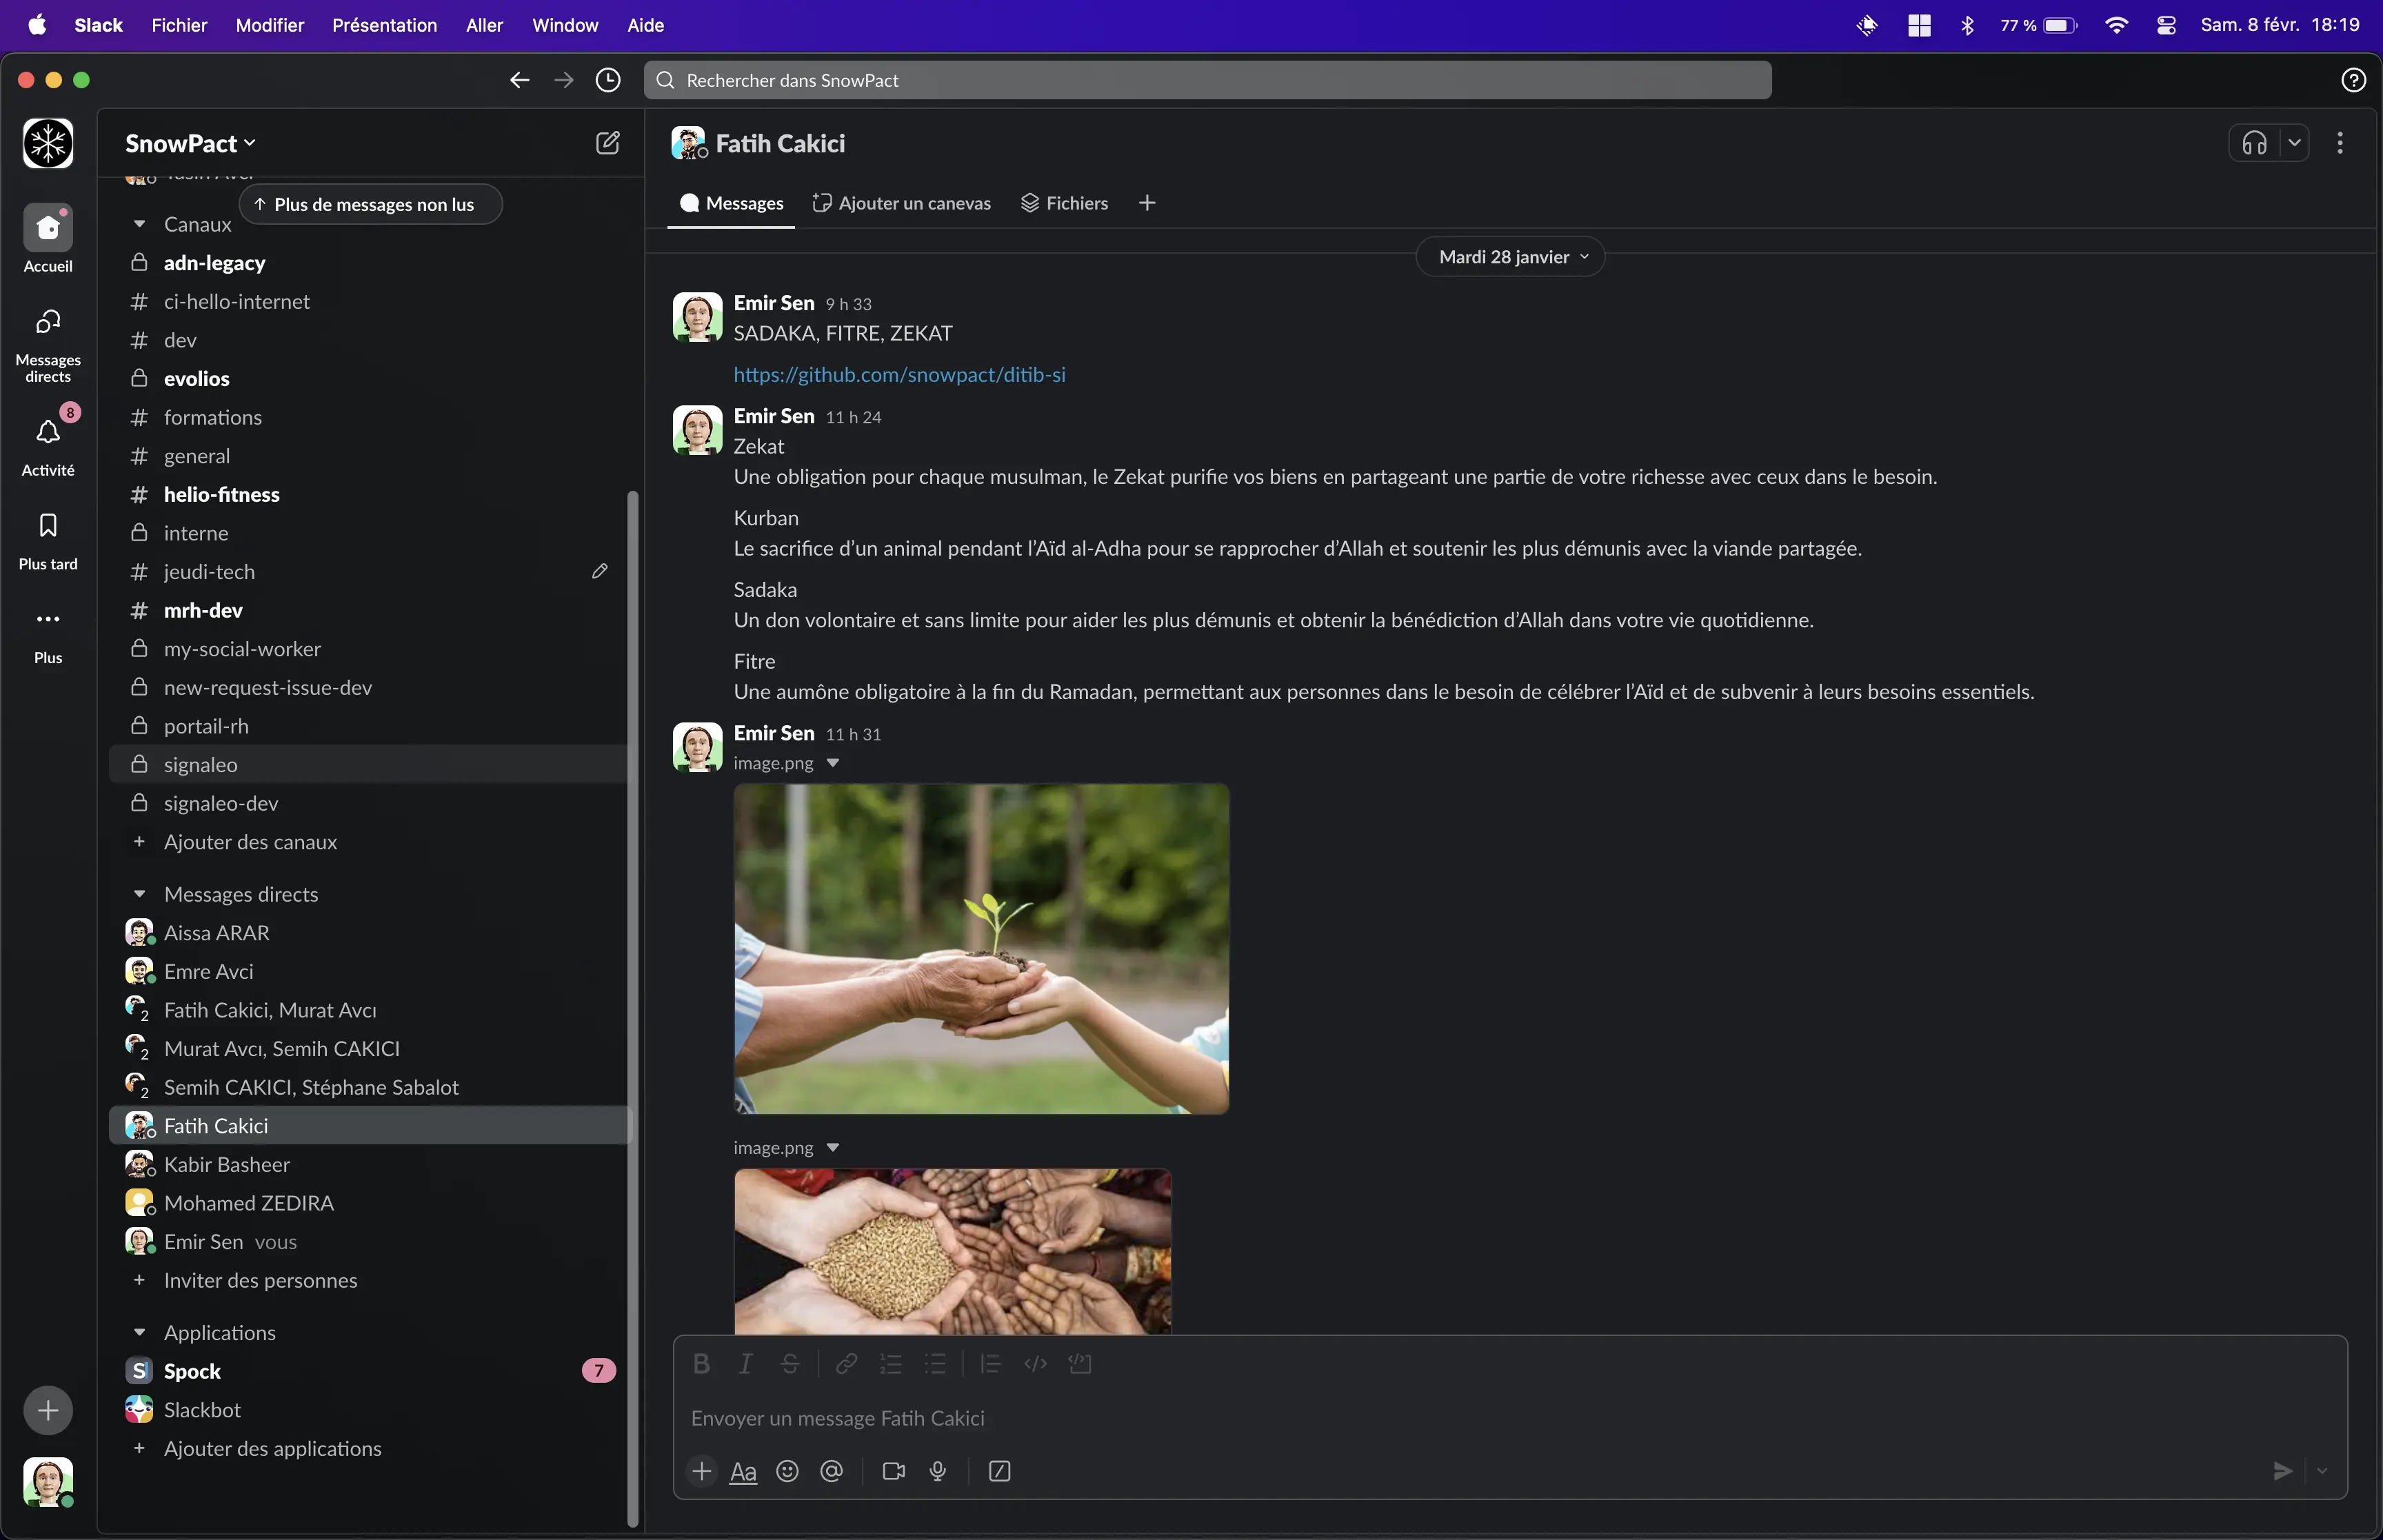 Slack Fichier Modifier Présentation Aller Window Aide 77 % Sam. 8 févr. 18:19
Rechercher dans SnowPact
SnowPact
Accueil
Messages
directs
8
Activité
Plus tard
Plus
Plus de messages non lus
Canaux
adn-legacy
ci-hello-internet
dev
evolios
formations
general
helio-fitness
interne
jeudi-tech
mrh-dev
my-social-worker
new-request-issue-dev
portail-rh
signaleo
signaleo-dev
Ajouter des canaux
Messages directs
Aissa ARAR
Emre Avci
Fatih Cakici, Murat Avcı
Murat Avcı, Semih CAKICI
Semih CAKICI, Stéphane Sabalot
Fatih Cakici
Kabir Basheer
Mohamed ZEDIRA
Emir Sen vous
Inviter des personnes
Applications
Spock 7
Slackbot
Ajouter des applications
Fatih Cakici
Messages Ajouter un canevas Fichiers
Mardi 28 janvier
Emir Sen 9 h 33
SADAKA, FITRE, ZEKAT
https://github.com/snowpact/ditib-si
Emir Sen 11 h 24
Zekat
Une obligation pour chaque musulman, le Zekat purifie vos biens en partageant une partie de votre richesse avec ceux dans le besoin.
Kurban
Le sacrifice d’un animal pendant l’Aïd al-Adha pour se rapprocher d’Allah et soutenir les plus démunis avec la viande partagée.
Sadaka
Un don volontaire et sans limite pour aider les plus démunis et obtenir la bénédiction d’Allah dans votre vie quotidienne.
Fitre
Une aumône obligatoire à la fin du Ramadan, permettant aux personnes dans le besoin de célébrer l’Aïd et de subvenir à leurs besoins essentiels.
Emir Sen 11 h 31
image.png
image.png
Envoyer un message Fatih Cakici
Aa